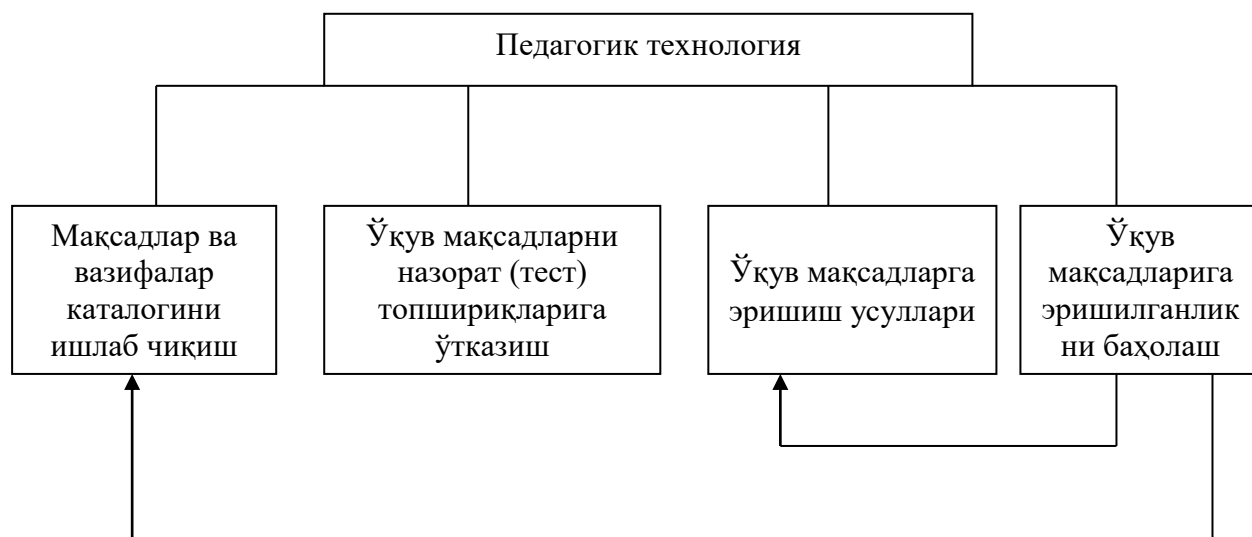 Педагогик технология
Мақсадлар ва
вазифалар
каталогини
ишлаб чиқиш
Ўқув мақсадларни
назорат (тест)
топшириқларига
ўтказиш
Ўқув мақсадларга
эришиш усуллари
Ўқув
мақсадларига
эришилганлик
ни баҳолаш